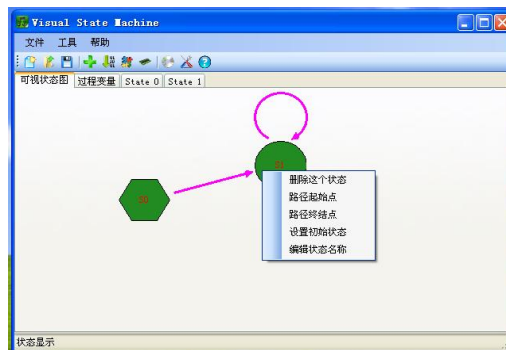 Visual State Machine
文件 工具 帮助
可视状态图 过程变量 State 0 State 1
S1
S0
删除这个状态
路径起始点
路径终结点
设置初始状态
编辑状态名称
状态显示